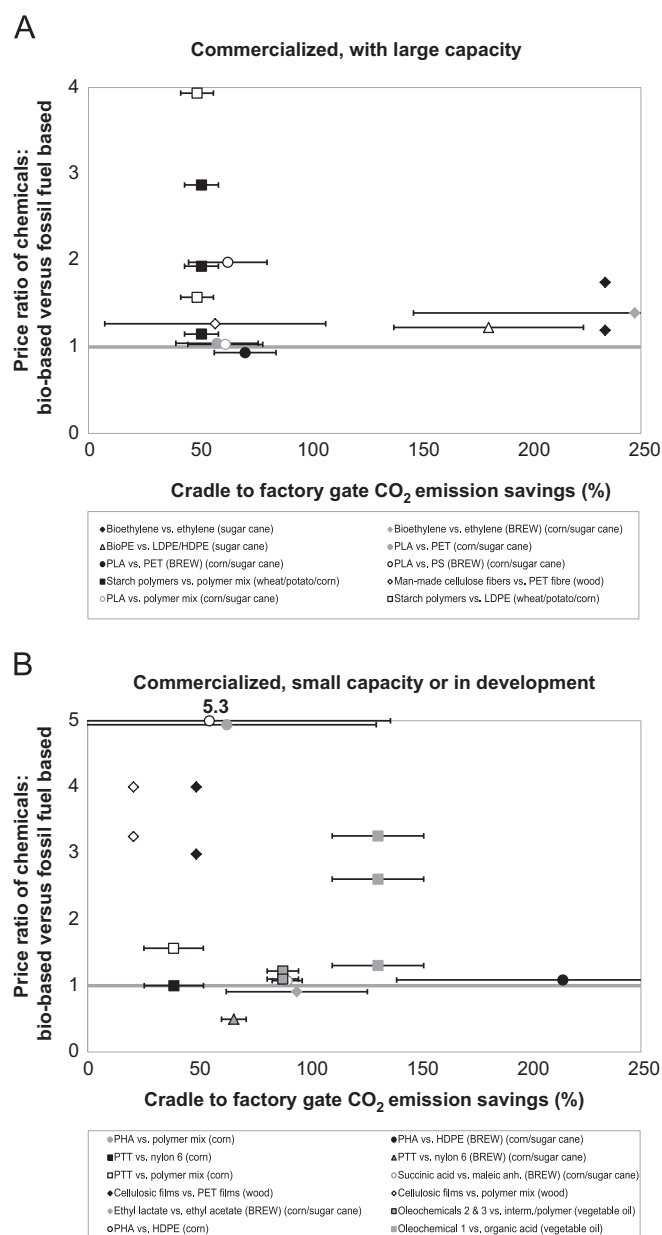 A
Commercialized, with large capacity
Price ratio of chemicals:
bio-based versus fossil fuel based
4
3
2
1
0
0
50
100
150
200
250
Cradle to factory gate CO2 emission savings (%)
Bioethylene vs. ethylene (sugar cane)
Bioethylene vs. ethylene (BREW) (corn/sugar cane)
BioPE vs. LDPE/HDPE (sugar cane)
PLA vs. PET (corn/sugar cane)
PLA vs. PET (BREW) (corn/sugar cane)
PLA vs. PS (BREW) (corn/sugar cane)
Starch polymers vs. polymer mix (wheat/potato/corn)
Man-made cellulose fibers vs. PET fibre (wood)
PLA vs. polymer mix (corn/sugar cane)
Starch polymers vs. LDPE (wheat/potato/corn)
B
Commercialized, small capacity or in development
5.3
Price ratio of chemicals:
bio-based versus fossil fuel based
5
4
3
2
1
0
0
50
100
150
200
250
Cradle to factory gate CO2 emission savings (%)
PHA vs. polymer mix (corn)
PHA vs. HDPE (BREW) (corn/sugar cane)
PTT vs. nylon 6 (corn)
PTT vs. nylon 6 (BREW) (corn/sugar cane)
PTT vs. polymer mix (corn)
Succinic acid vs. maleic anh. (BREW) (corn/sugar cane)
Cellulosic films vs. PET films (wood)
Cellulosic films vs. polymer mix (wood)
Ethyl lactate vs. ethyl acetate (BREW) (corn/sugar cane)
Oleochemicals 2 & 3 vs. interm./polymer (vegetable oil)
PHA vs. HDPE (corn)
Oleochemical 1 vs. organic acid (vegetable oil)